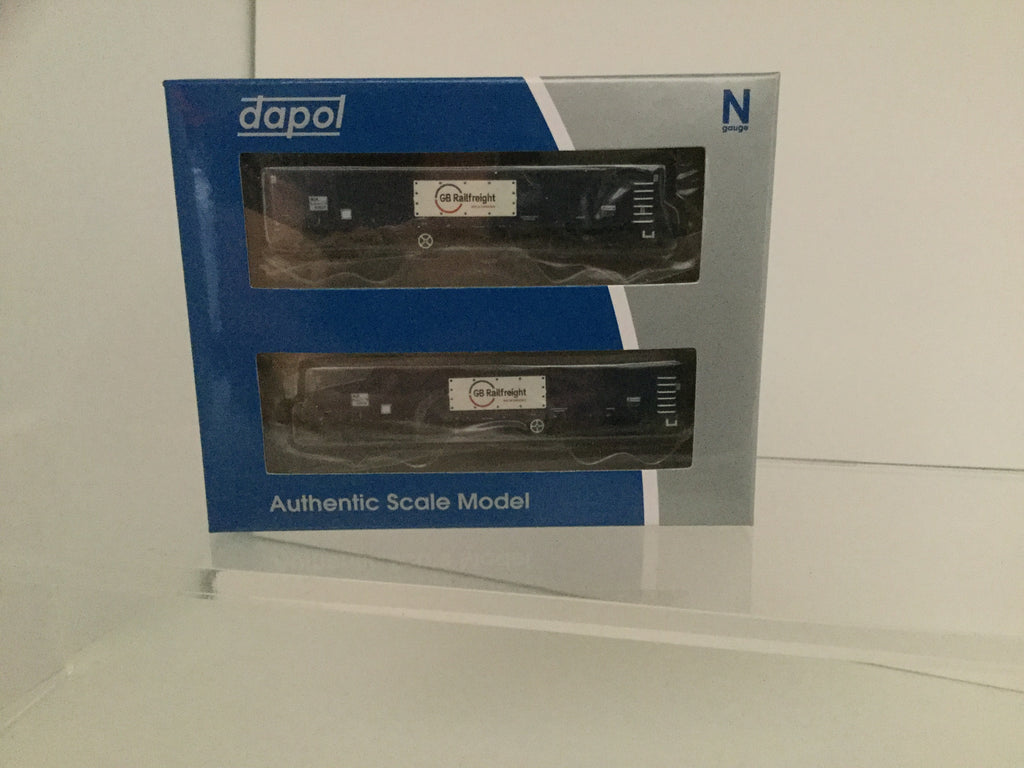 dapol
N
gauge
GB Railfreight
GB Railfreight
Authentic Scale Model